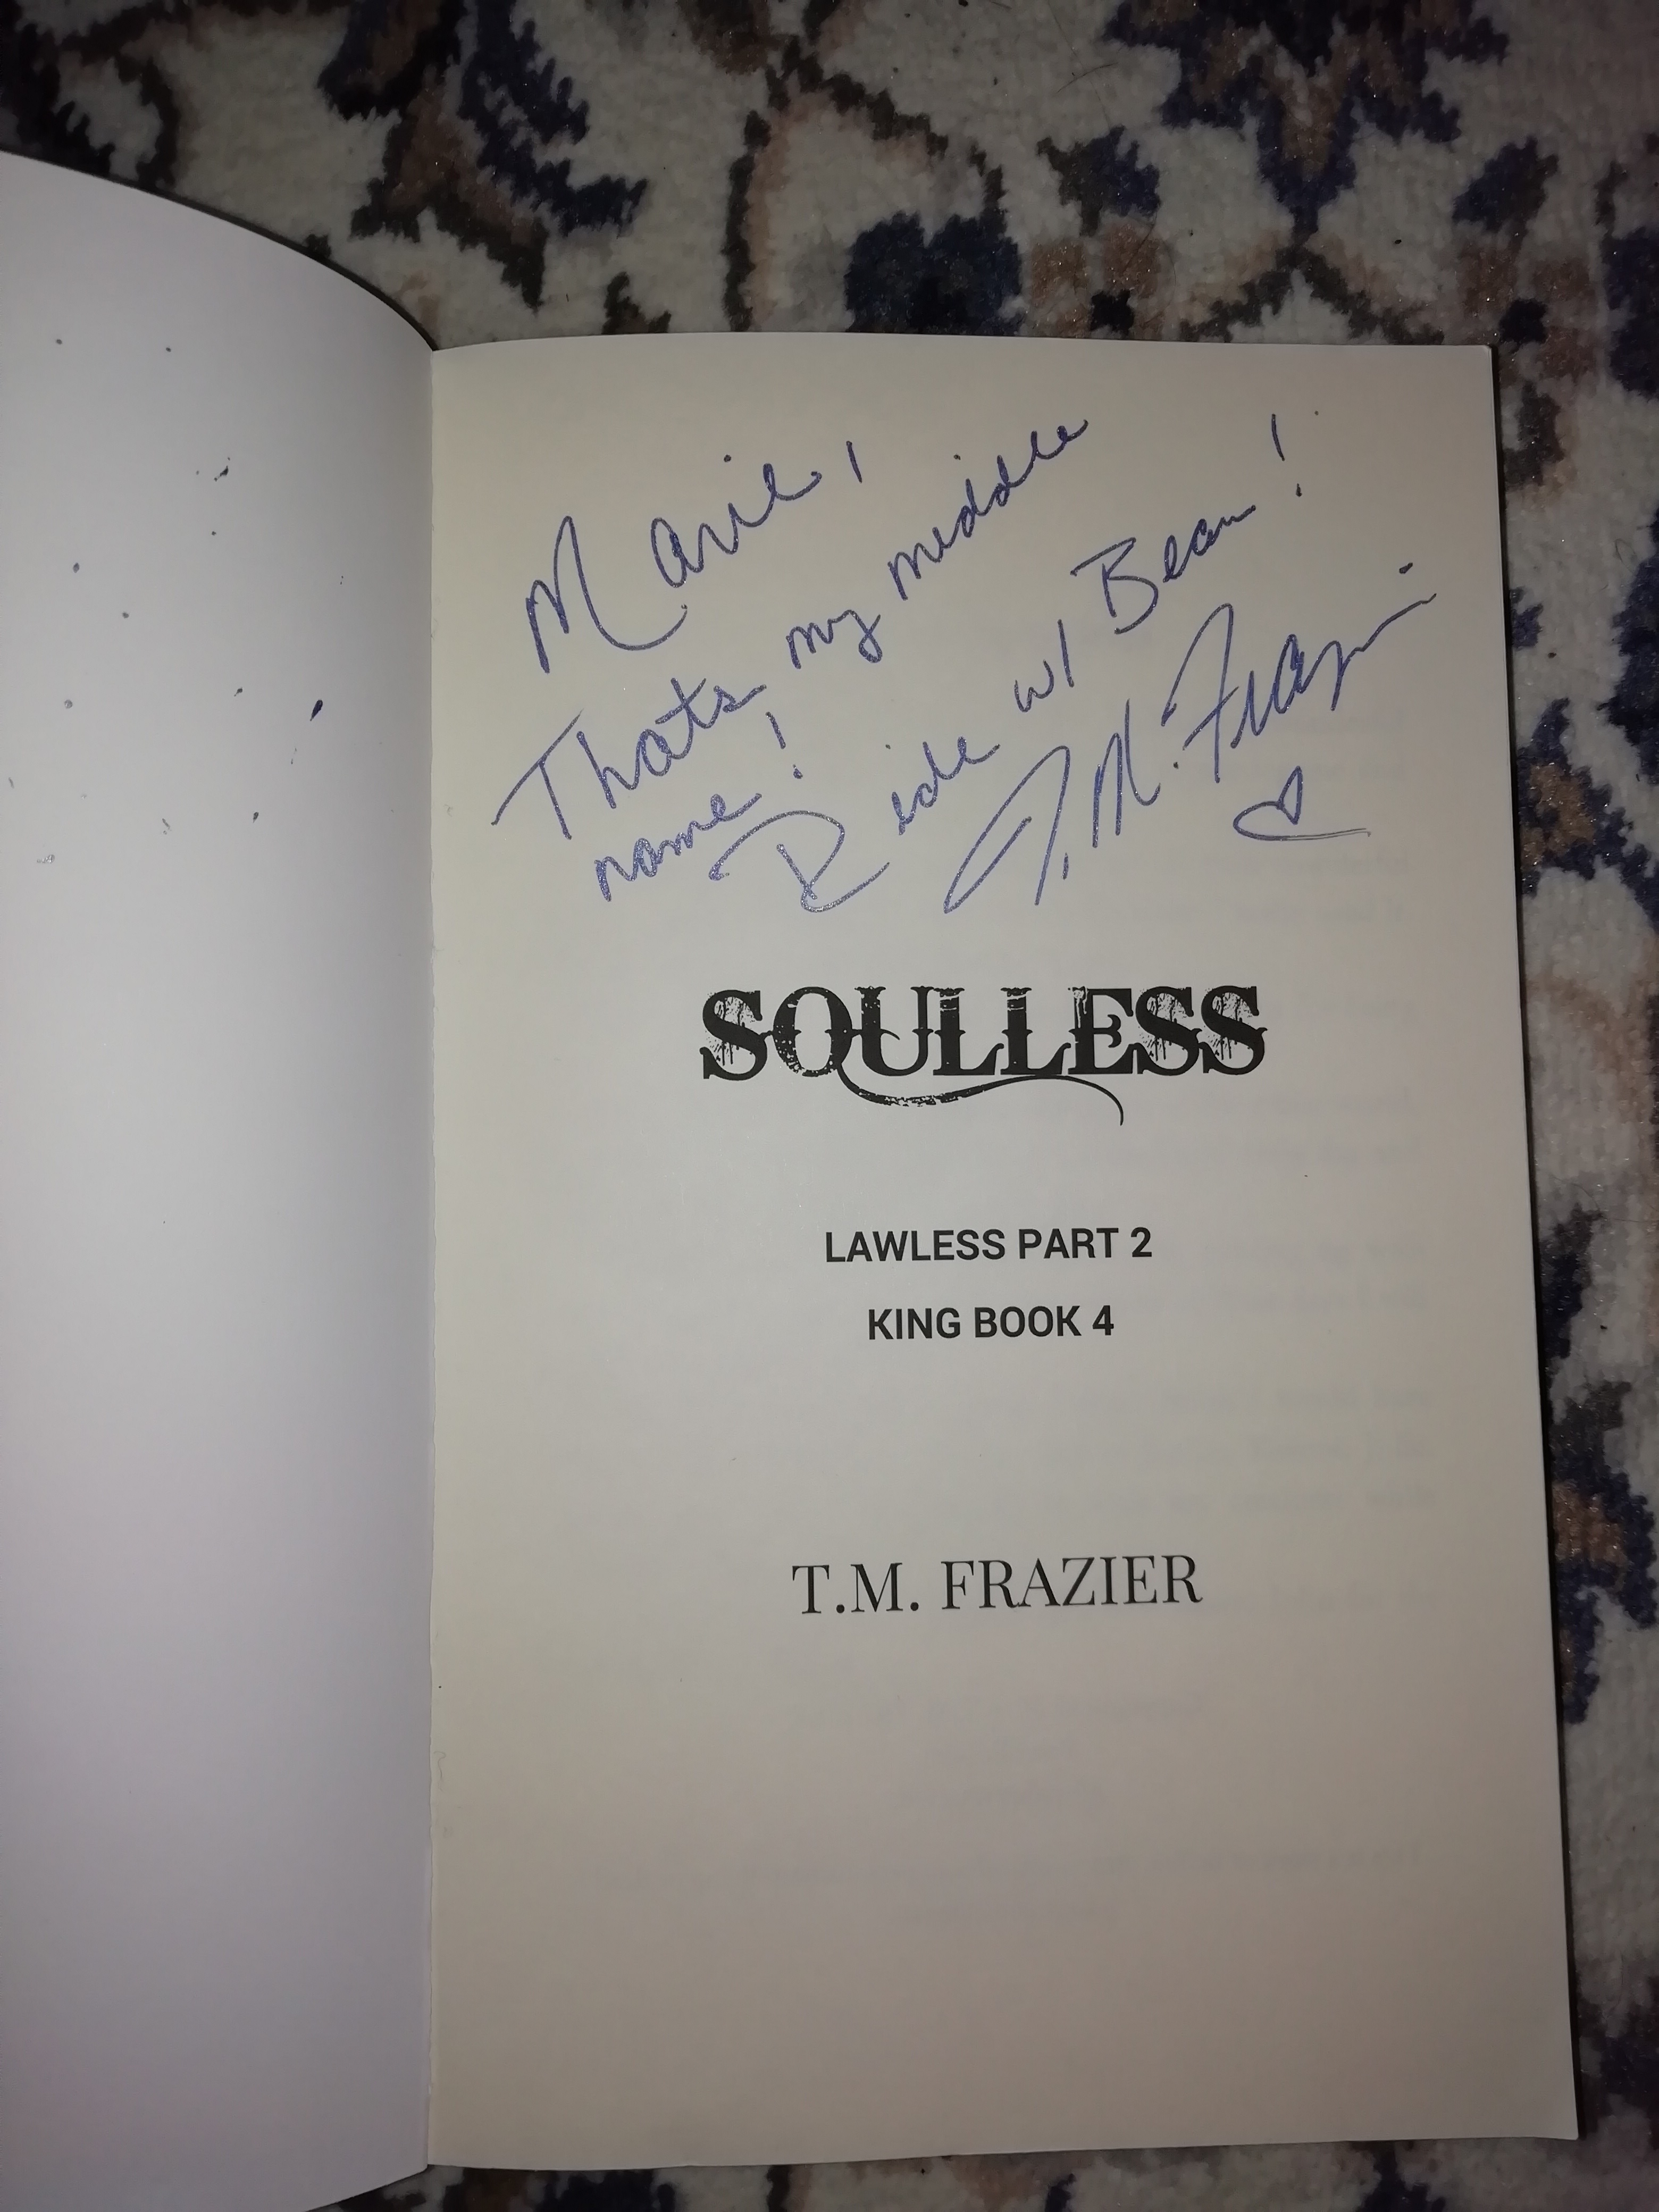 Marie,
Thats my middle
name!
Ride w/ Bear!
T.M. Frazier
SOULLESS
LAWLESS PART 2
KING BOOK 4
T.M. FRAZIER